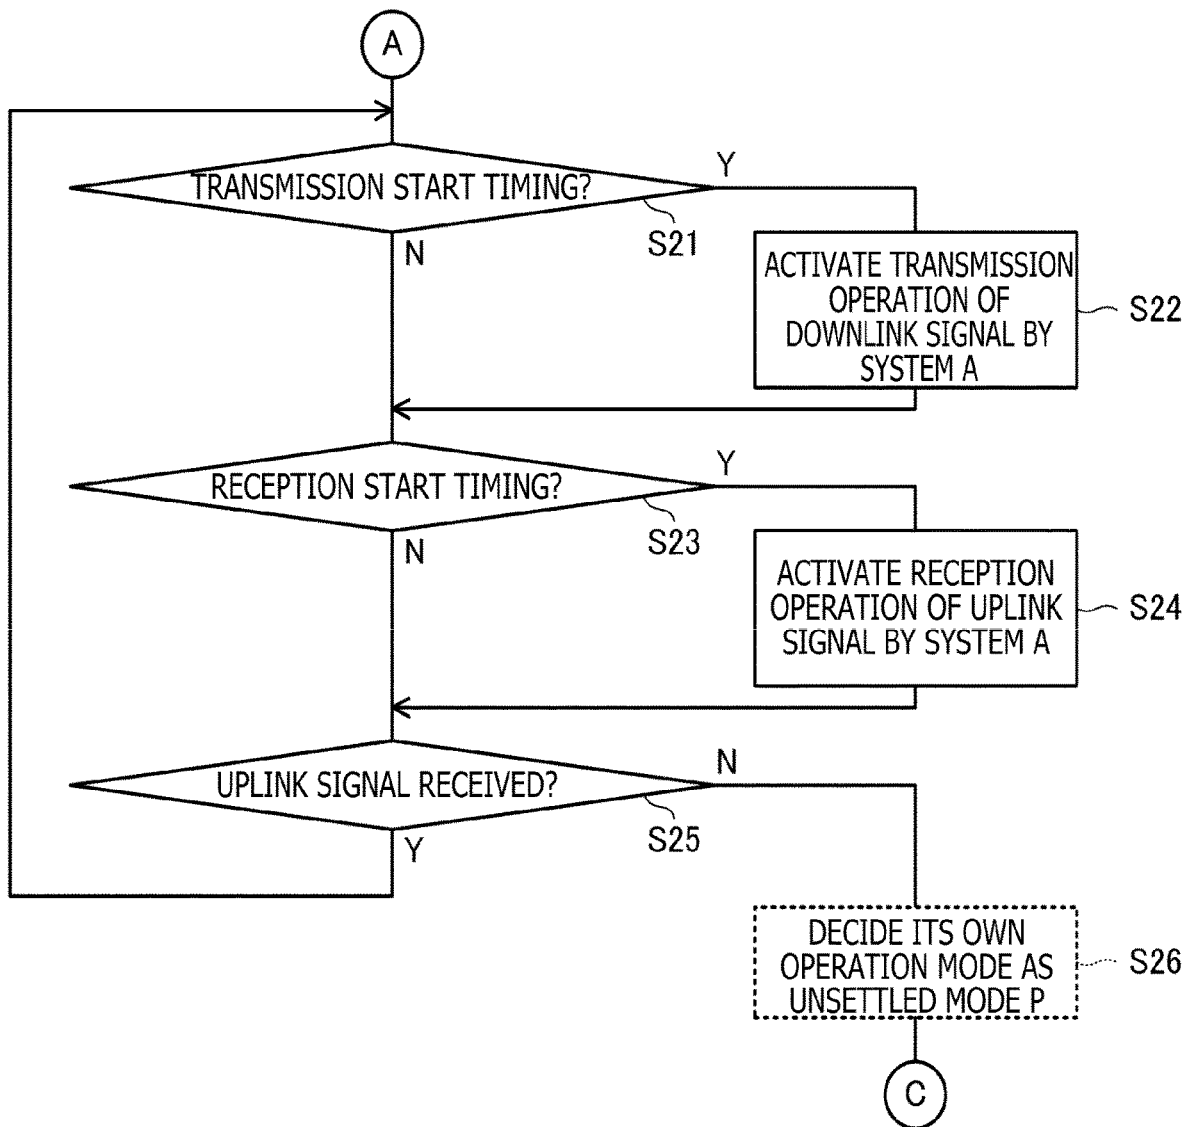 A
TRANSMISSION START TIMING?
Y
S21
N
ACTIVATE TRANSMISSION
OPERATION OF
DOWNLINK SIGNAL BY
SYSTEM A
S22
RECEPTION START TIMING?
Y
S23
N
ACTIVATE RECEPTION
OPERATION OF UPLINK
SIGNAL BY SYSTEM A
S24
UPLINK SIGNAL RECEIVED?
N
S25
Y
DECIDE ITS OWN
OPERATION MODE AS
UNSETTLED MODE P
S26
C